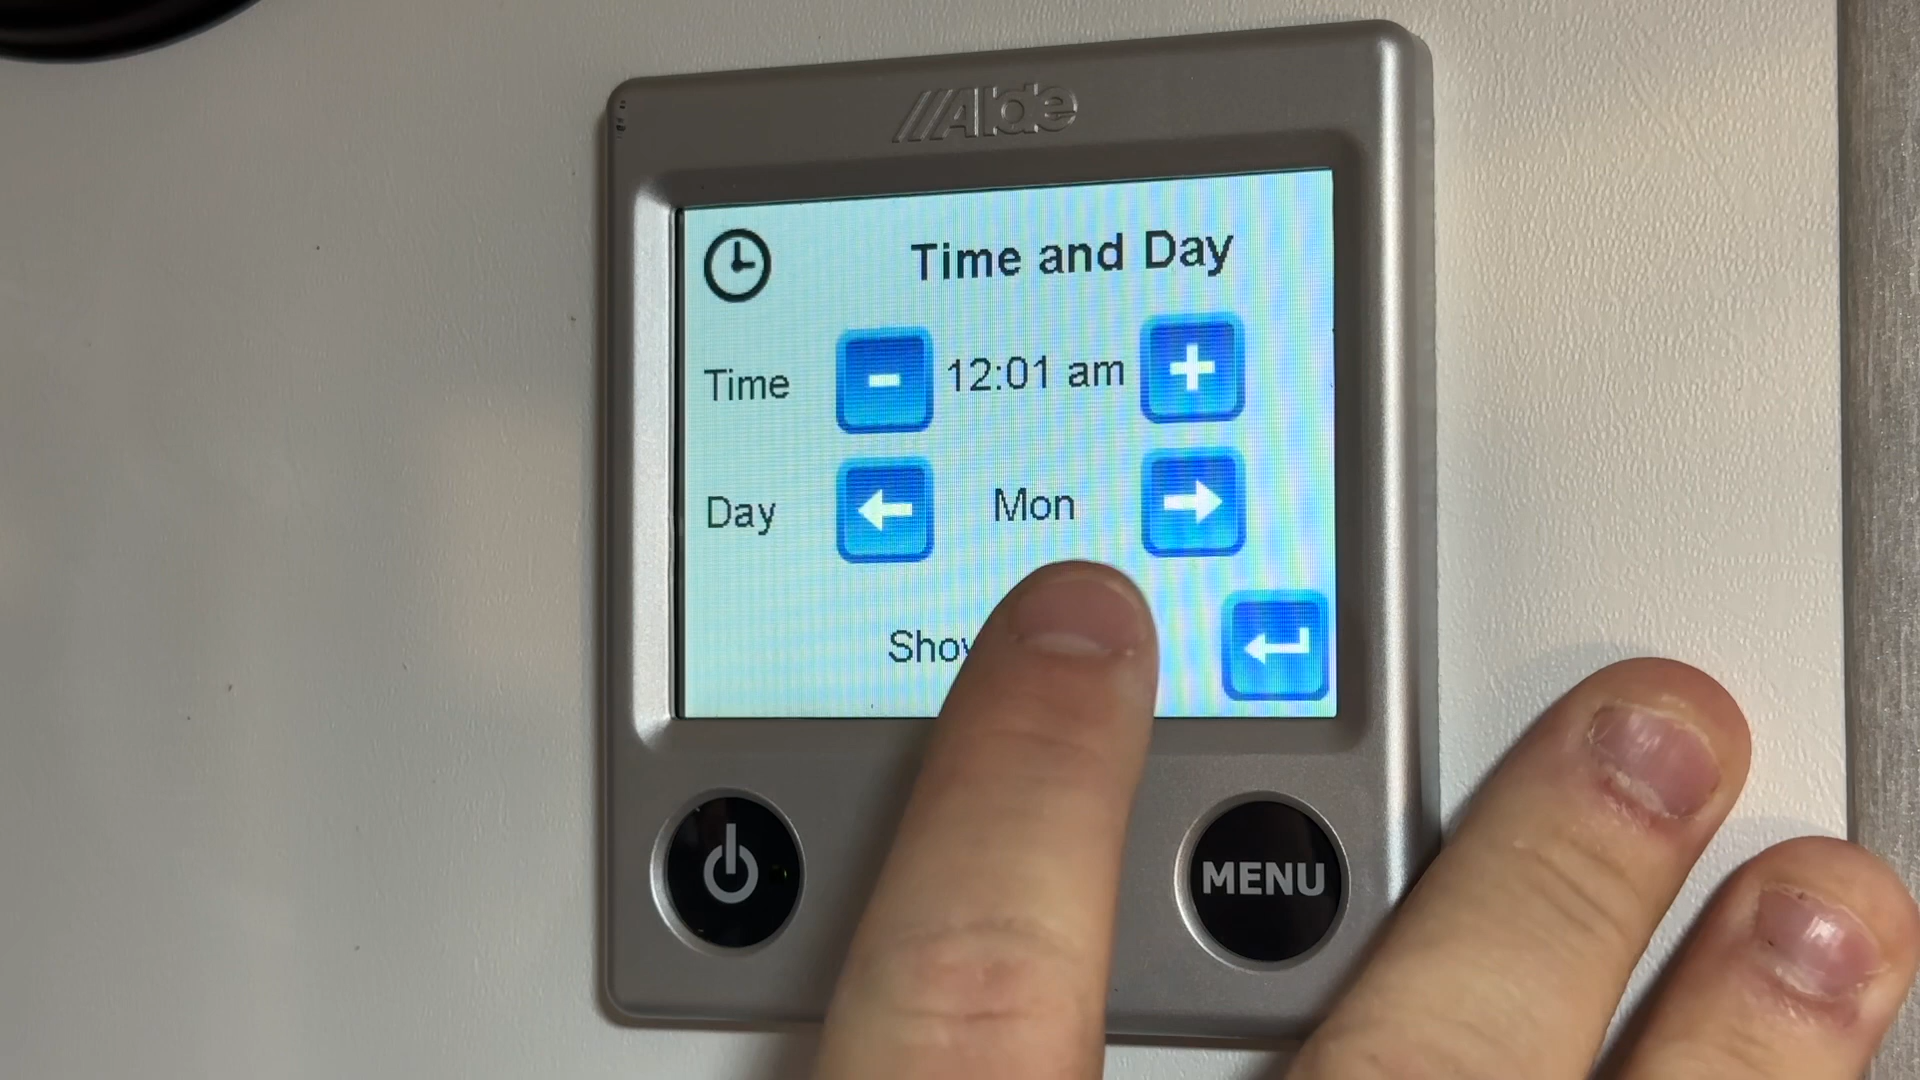 Alde
Time and Day
Time - 12:01 am +
Day Mon
MENU